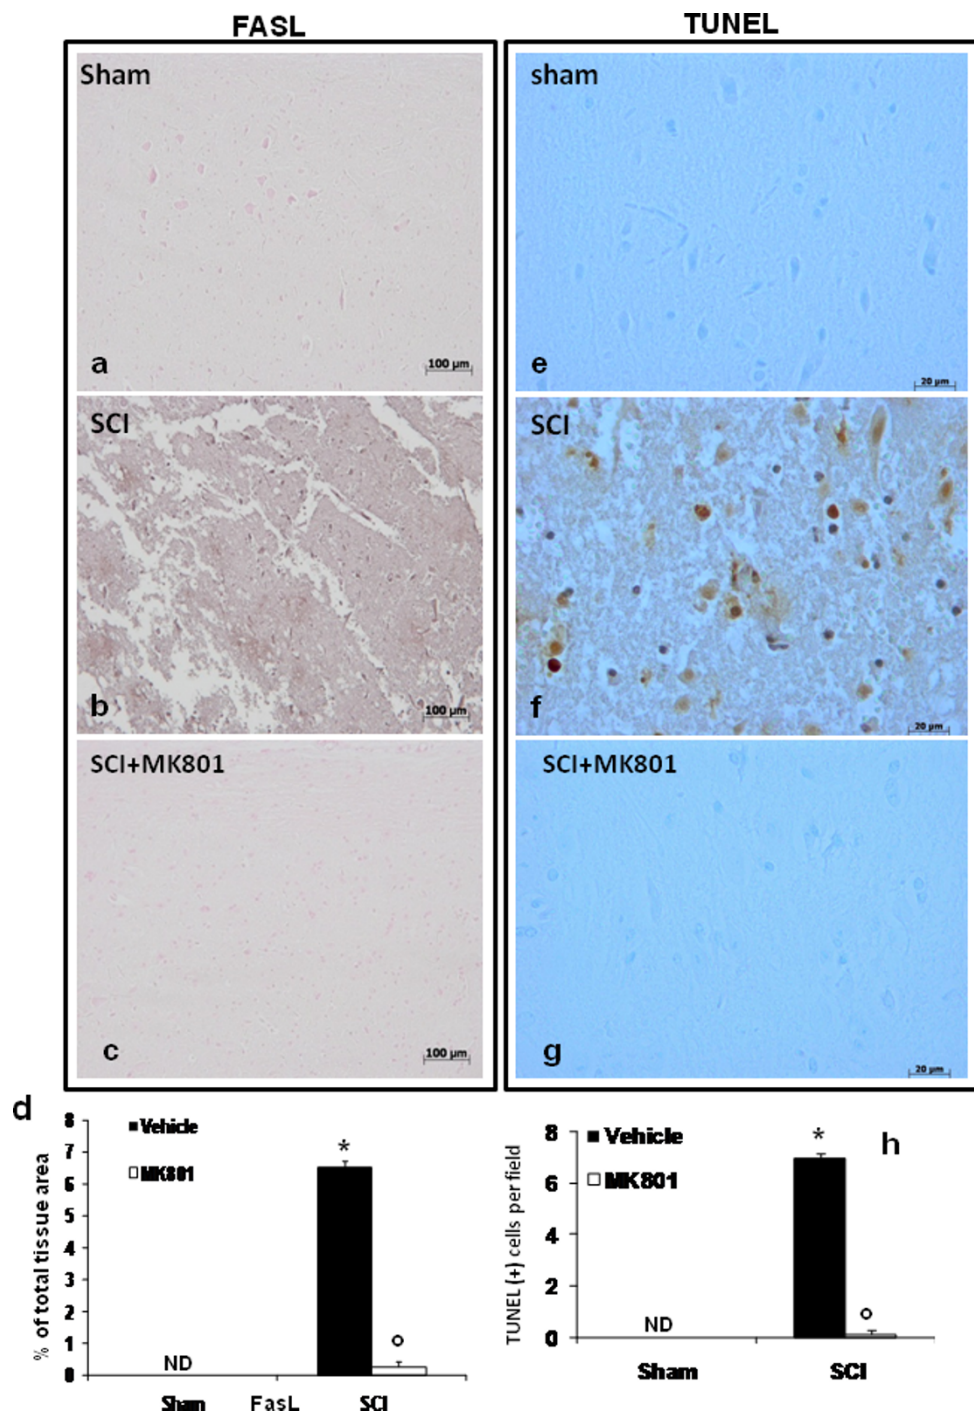 FASL
TUNEL
Sham
a
100 µm
sham
e
20 µm
SCI
b
100 µm
SCI
f
20 µm
SCI+MK801
c
100 µm
SCI+MK801
g
20 µm
d
% of total tissue area
8
7
6
5
4
3
2
1
0
Vehicle
MK801
*
ND
Sham
FasL
SCI
h
TUNEL (+) cells per field
8
6
4
2
0
Vehicle
MK801
*
ND
Sham
SCI